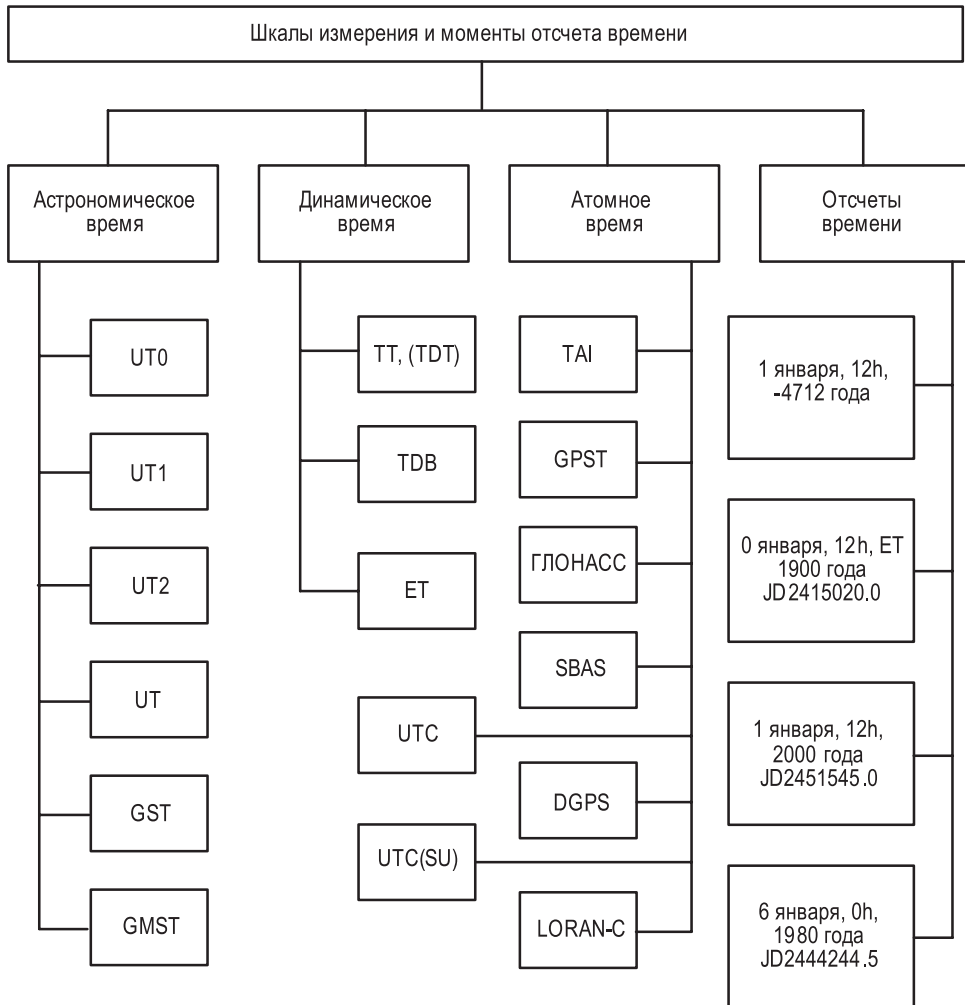 Шкалы измерения и моменты отсчета времени
Астрономическое
время
Динамическое
время
Атомное
время
Отсчеты
времени
UT0
UT1
UT2
UT
GST
GMST
TT, (TDT)
TDB
ET
UTC
UTC(SU)
TAI
GPST
ГЛОНАСС
SBAS
DGPS
LORAN-C
1 января, 12h,
-4712 года
0 января, 12h, ET
1900 года
JD2415020.0
1 января, 12h,
2000 года
JD2451545.0
6 января, 0h,
1980 года
JD2444244.5